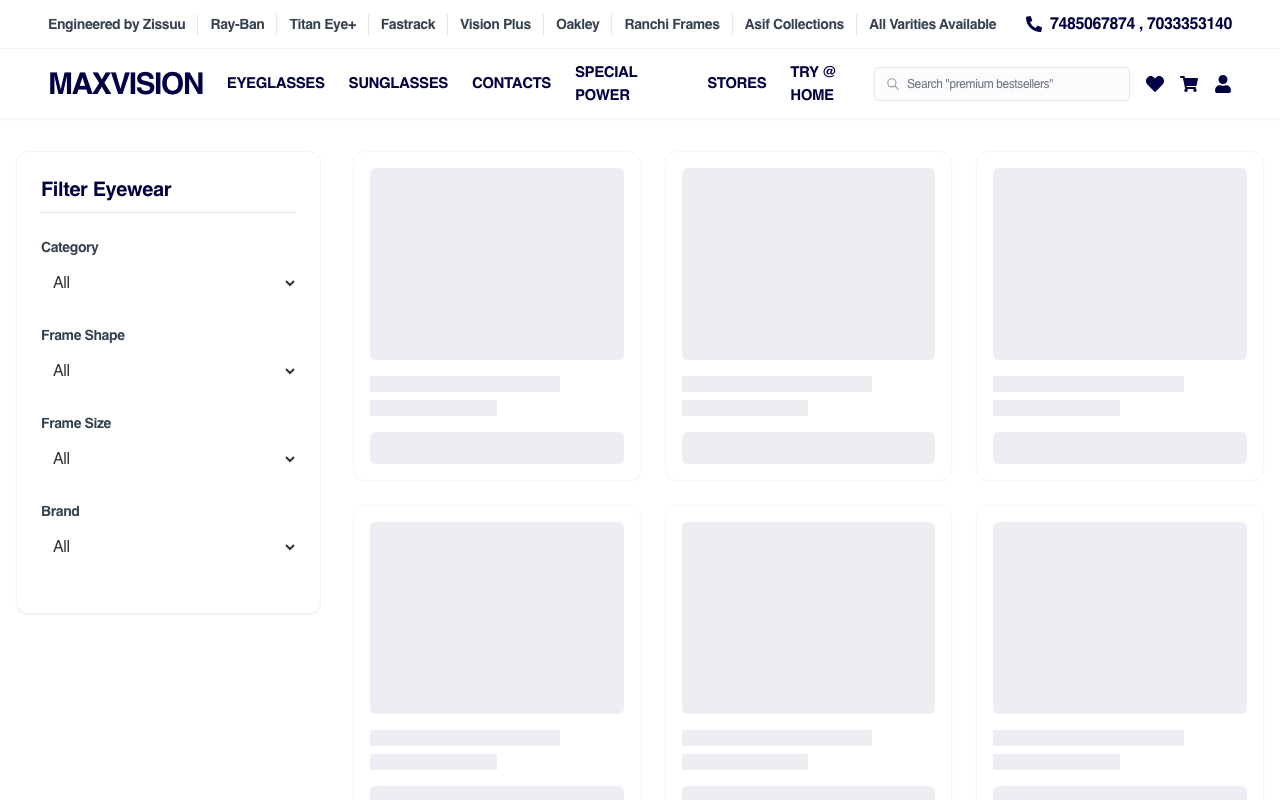 Engineered by Zissuu Ray-Ban Titan Eye+ Fastrack Vision Plus Oakley Ranchi Frames Asif Collections All Varities Available 7485067874 , 7033353140
MAXVISION EYEGLASSES SUNGLASSES CONTACTS SPECIAL POWER STORES TRY @ HOME Search "premium bestsellers"
Filter Eyewear
Category
All
Frame Shape
All
Frame Size
All
Brand
All